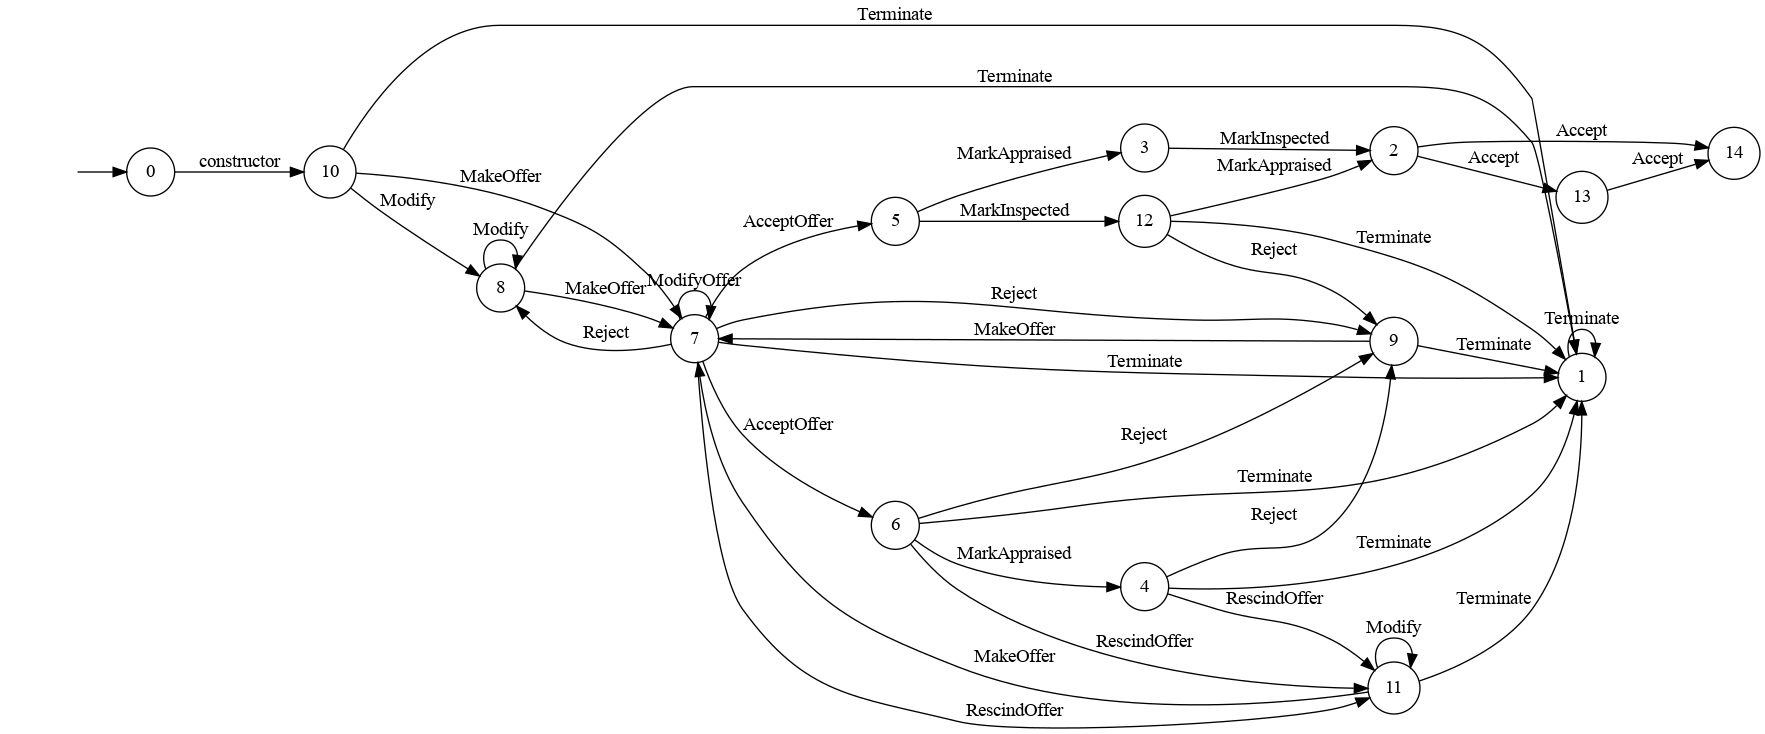 Terminate
Terminate
Accept
MarkInspected
3
2
14
MarkAppraised
Accept
Accept
constructor
MarkAppraised
0
10
MakeOffer
13
Modify
AcceptOffer
5
MarkInspected
12
Modify
Terminate
Reject
8
MakeOffer
ModifyOffer
Reject
Terminate
Reject
7
MakeOffer
9
Terminate
Terminate
1
AcceptOffer
Reject
Terminate
6
Reject
MarkAppraised
Terminate
4
RescindOffer
Terminate
RescindOffer
Modify
MakeOffer
11
RescindOffer